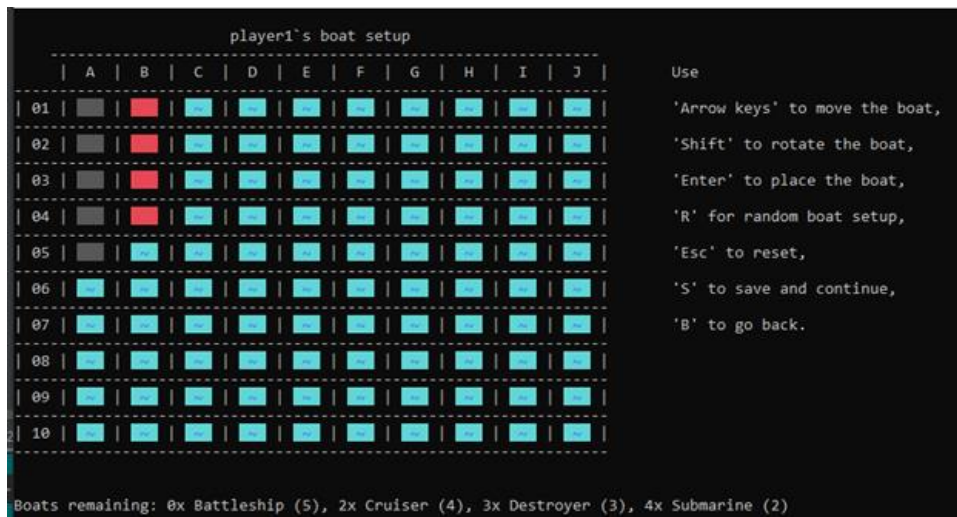 player1`s boat setup
| A | B | C | D | E | F | G | H | I | J | Use
| 01 | 'Arrow keys' to move the boat,
| 02 | 'Shift' to rotate the boat,
| 03 | 'Enter' to place the boat,
| 04 | 'R' for random boat setup,
| 05 | 'Esc' to reset,
| 06 | 'S' to save and continue,
| 07 | 'B' to go back.
| 08 |
| 09 |
| 10 |
Boats remaining: 0x Battleship (5), 2x Cruiser (4), 3x Destroyer (3), 4x Submarine (2)